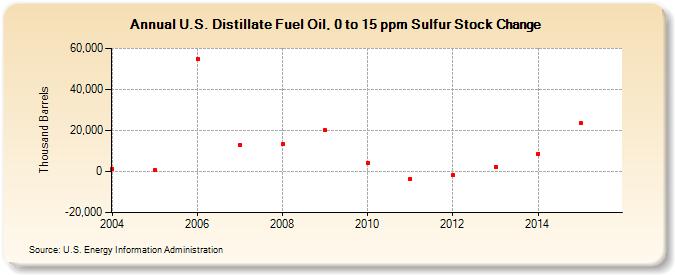 Annual U.S. Distillate Fuel Oil, 0 to 15 ppm Sulfur Stock Change
Thousand Barrels
60,000
40,000
20,000
0
-20,000
2004 2006 2008 2010 2012 2014
Source: U.S. Energy Information Administration